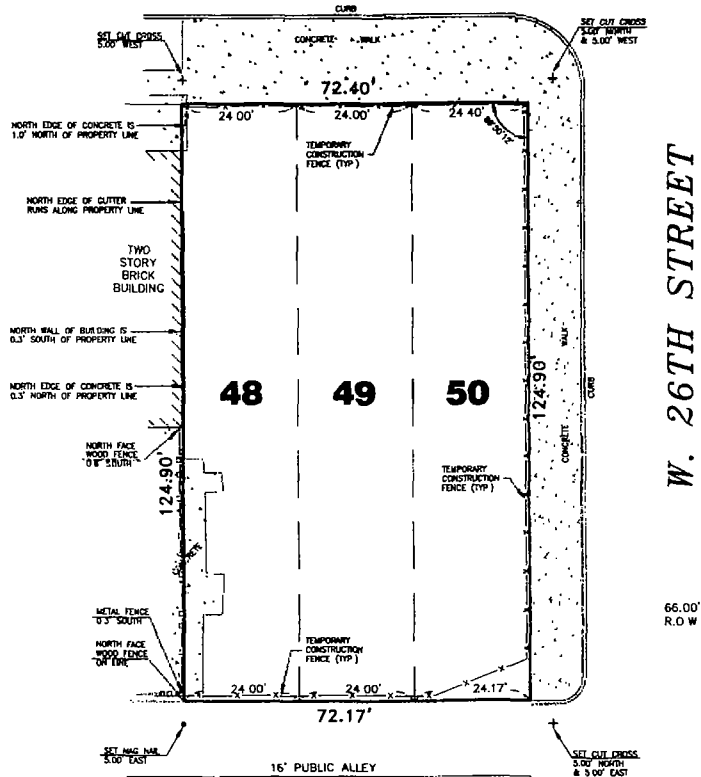 CURB
SET CUT CROSS
5.00' WEST
CONCRETE WALK
SET CUT CROSS
5.00' NORTH
& 5.00' WEST
72.40'
24.00'
24.00'
24.40'
NORTH EDGE OF CONCRETE IS
1.0' NORTH OF PROPERTY LINE
TEMPORARY
CONSTRUCTION
FENCE (TYP)
NORTH EDGE OF GUTTER
RUNS ALONG PROPERTY LINE
TWO
STORY
BRICK
BUILDING
W. 26TH STREET
NORTH WALL OF BUILDING IS
0.3' SOUTH OF PROPERTY LINE
WALK
NORTH EDGE OF CONCRETE IS
0.3' NORTH OF PROPERTY LINE
48
49
50
124.90'
CURB
CONCRETE
NORTH FACE
WOOD FENCE
SOUTH
124.90'
TEMPORARY
CONSTRUCTION
FENCE (TYP)
CONCRETE
66.00'
R.O.W
METAL FENCE
0.3' SOUTH
NORTH FACE
WOOD FENCE
ON LINE
TEMPORARY
CONSTRUCTION
FENCE (TYP)
24.00'
24.00'
24.17'
72.17'
SET MAG NAIL
5.00' EAST
SET CUT CROSS
5.00' NORTH
& 5.00' EAST
16' PUBLIC ALLEY